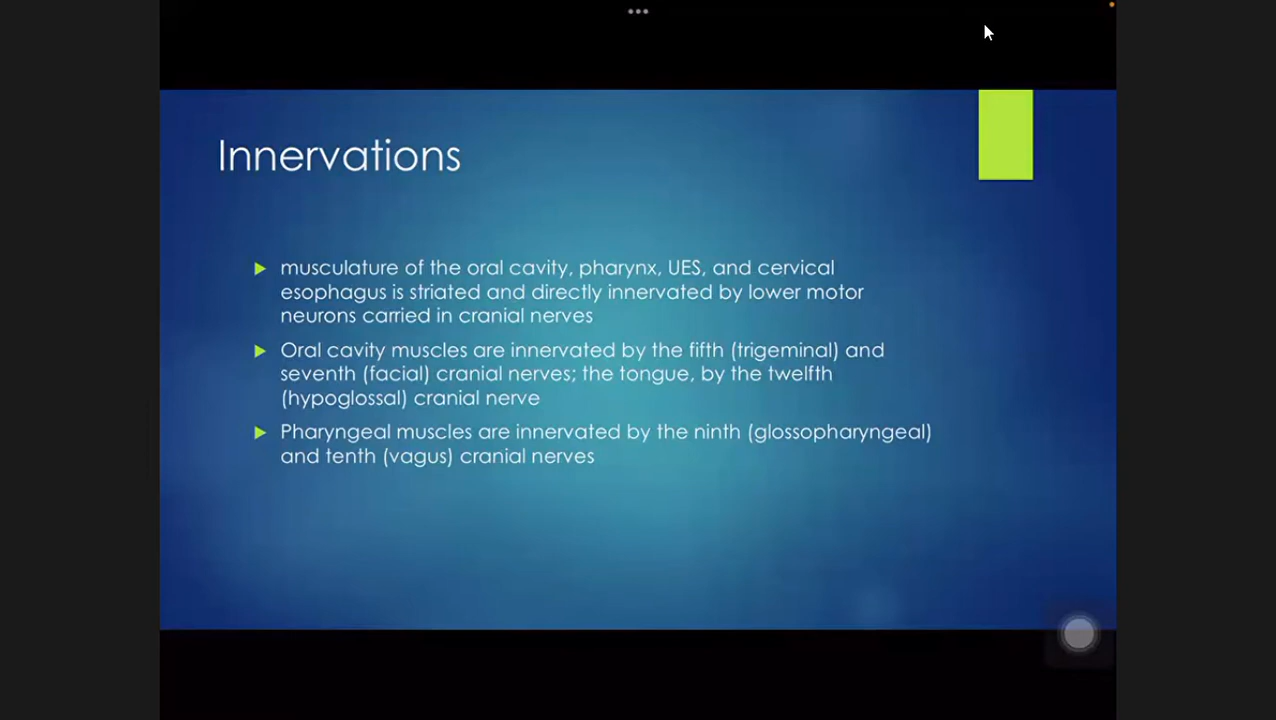 Innervations
musculature of the oral cavity, pharynx, UES, and cervical
esophagus is striated and directly innervated by lower motor
neurons carried in cranial nerves
Oral cavity muscles are innervated by the fifth (trigeminal) and
seventh (facial) cranial nerves; the tongue, by the twelfth
(hypoglossal) cranial nerve
Pharyngeal muscles are innervated by the ninth (glossopharyngeal)
and tenth (vagus) cranial nerves